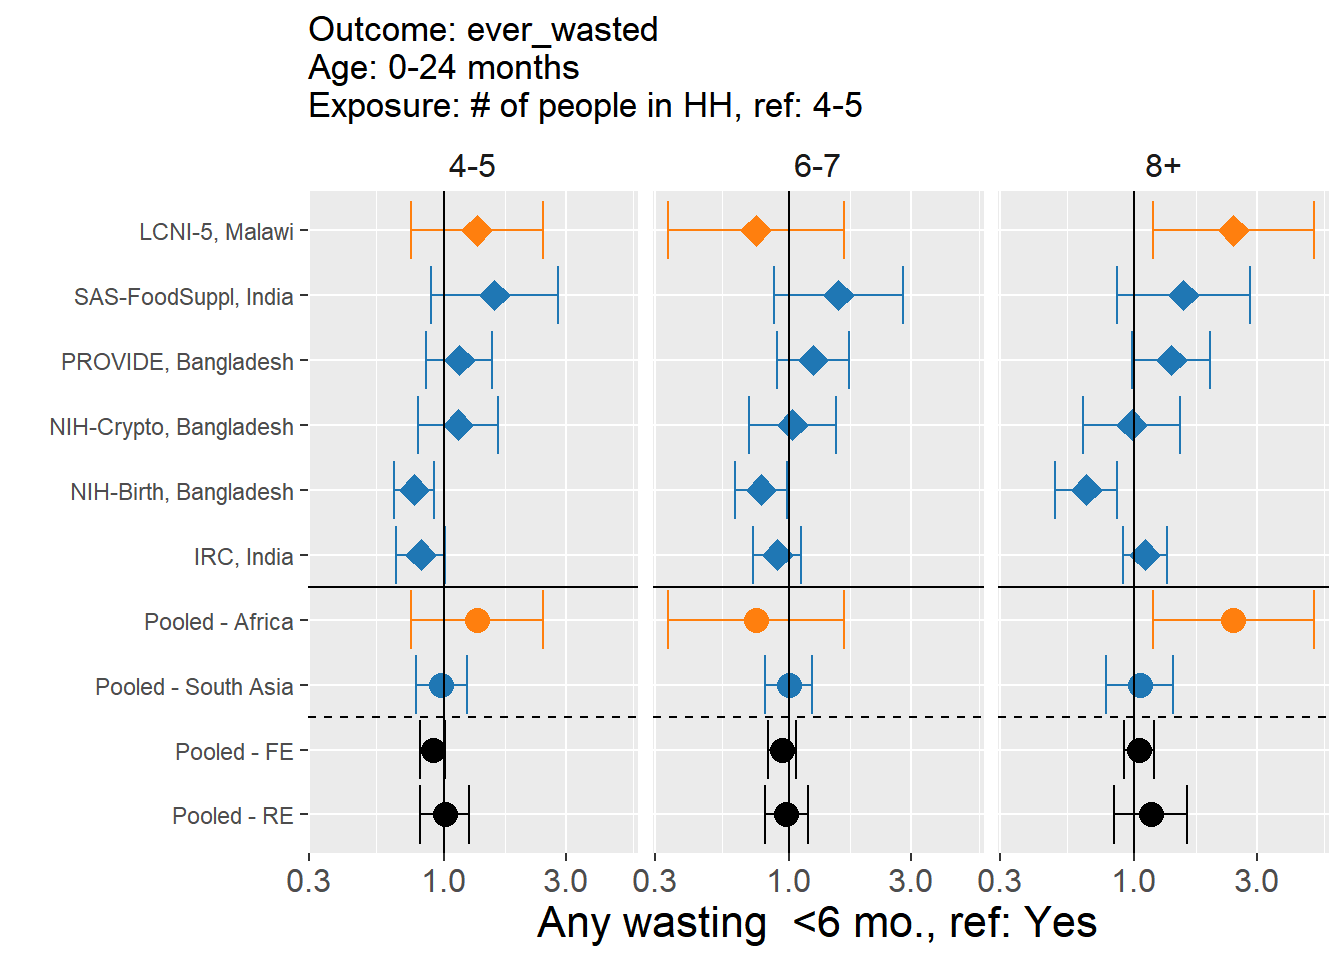 Outcome: ever_wasted
Age: 0-24 months
Exposure: # of people in HH, ref: 4-5
4-5 6-7 8+
LCNI-5, Malawi
SAS-FoodSuppl, India
PROVIDE, Bangladesh
NIH-Crypto, Bangladesh
NIH-Birth, Bangladesh
IRC, India
Pooled - Africa
Pooled - South Asia
Pooled - FE
Pooled - RE
0.3 1.0 3.0 0.3 1.0 3.0 0.3 1.0 3.0
Any wasting  <6 mo., ref: Yes